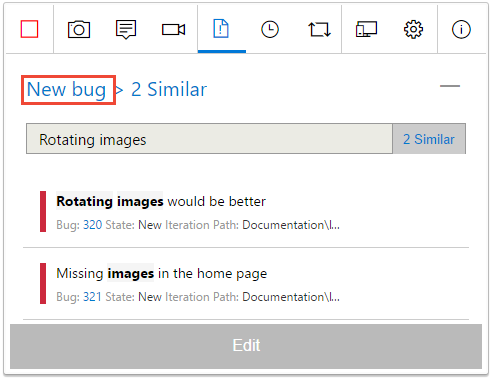 New bug > 2 Similar
Rotating images 2 Similar
Rotating images would be better
Bug: 320 State: New Iteration Path: Documentation\I...
Missing images in the home page
Bug: 321 State: New Iteration Path: Documentation\I...
Edit